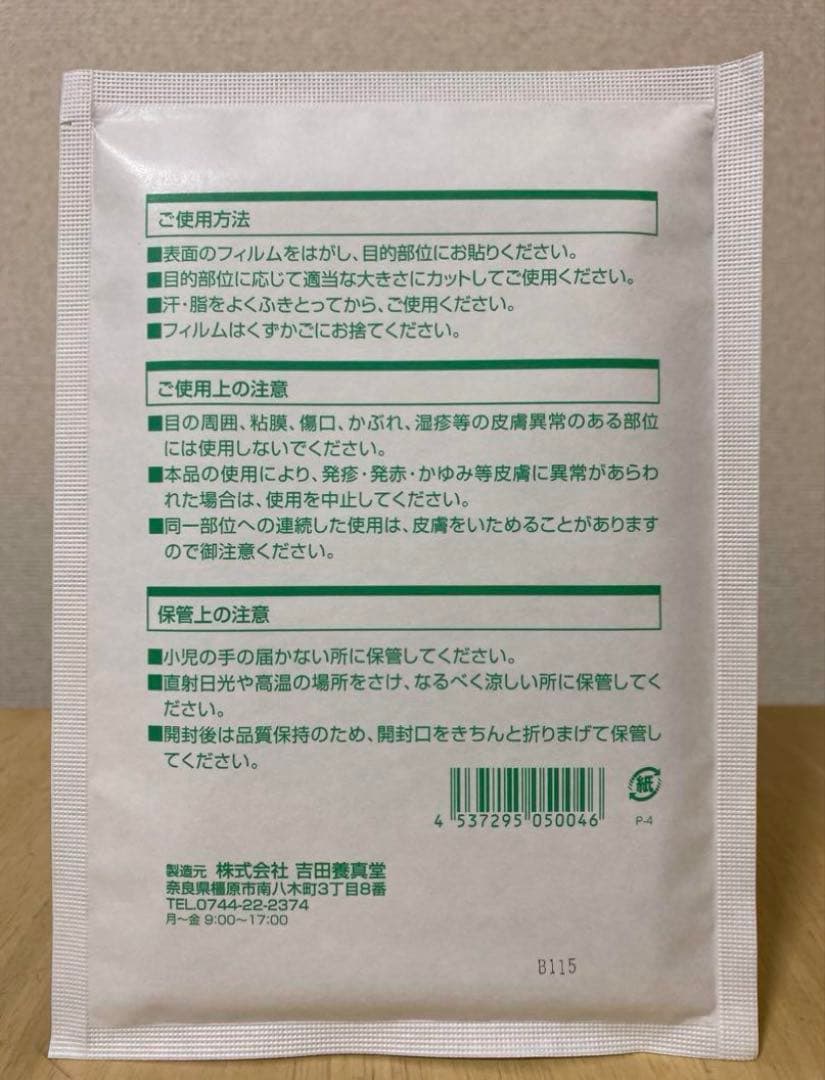 ご使用方法
■表面のフィルムをはがし、目的部位にお貼りください。
■目的部位に応じて適当な大きさにカットしてご使用ください。
■汗・脂をよくふきとってから、ご使用ください。
■フィルムはくずかごにお捨てください。
ご使用上の注意
■目の周囲、粘膜、傷口、かぶれ、湿疹等の皮膚異常のある部位
には使用しないでください。
■本品の使用により、発疹・発赤・かゆみ等皮膚に異常があらわ
れた場合は、使用を中止してください。
■同一部位への連続した使用は、皮膚をいためることがあります
ので御注意ください。
保管上の注意
■小児の手の届かない所に保管してください。
■直射日光や高温の場所をさけ、なるべく涼しい所に保管してく
ださい。
■開封後は品質保持のため、開封口をきちんと折りまげて保管し
てください。
4 537295 050046
紙
P-4
製造元 株式会社 吉田養真堂
奈良県橿原市南八木町3丁目8番
TEL.0744-22-2374
月〜金 9:00〜17:00
B115